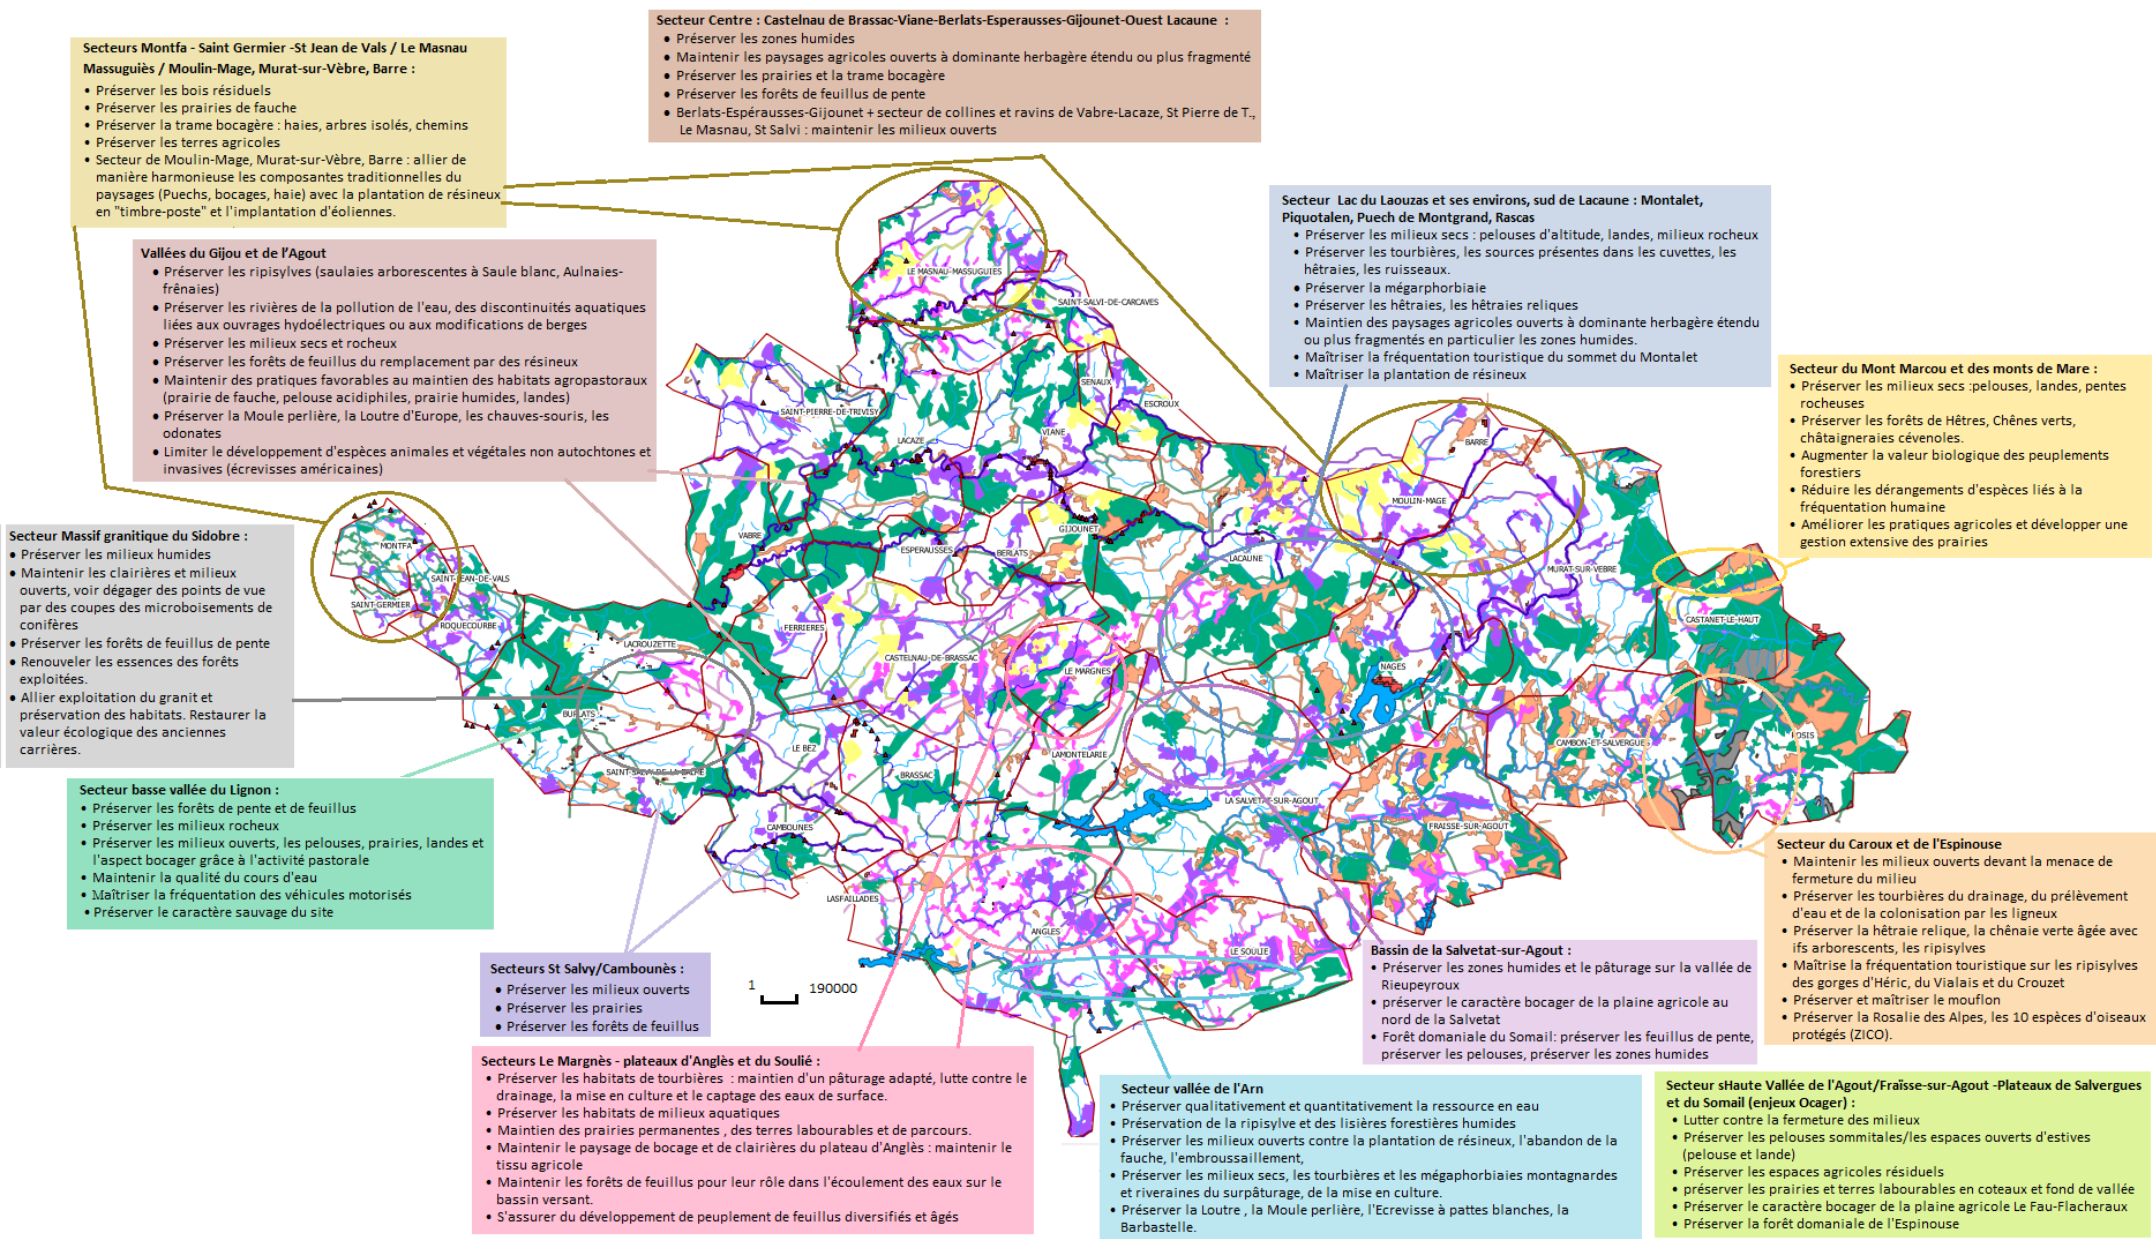 Secteur Centre : Castelnau de Brassac-Viane-Berlats-Esperausses-Gijounet-Ouest Lacaune :
• Préserver les zones humides
• Maintenir les paysages agricoles ouverts à dominante herbagère étendu ou plus fragmenté
• Préserver les prairies et la trame bocagère
• Préserver les forêts de feuillus de pente
• Berlats-Espérausses-Gijounet + secteur de collines et ravins de Vabre-Lacaze, St Pierre de T.,
Le Masnau, St Salvi : maintenir les milieux ouverts
Secteurs Montfa - Saint Germier -St Jean de Vals / Le Masnau
Massuguiès / Moulin-Mage, Murat-sur-Vèbre, Barre :
• Préserver les bois résiduels
• Préserver les prairies de fauche
• Préserver la trame bocagère : haies, arbres isolés, chemins
• Préserver les terres agricoles
• Secteur de Moulin-Mage, Murat-sur-Vèbre, Barre : allier de
manière harmonieuse les composantes traditionnelles du
paysages (Puechs, bocages, haie) avec la plantation de résineux
en "timbre-poste" et l'implantation d'éoliennes.
Vallées du Gijou et de l’Agout
• Préserver les ripisylves (saulaies arborescentes à Saule blanc, Aulnaies-
frênaies)
• Préserver les rivières de la pollution de l'eau, des discontinuités aquatiques
liées aux ouvrages hydoélectriques ou aux modifications de berges
• Préserver les milieux secs et rocheux
• Préserver les forêts de feuillus du remplacement par des résineux
• Maintenir des pratiques favorables au maintien des habitats agropastoraux
(prairie de fauche, pelouse acidiphiles, prairie humides, landes)
• Préserver la Moule perlière, la Loutre d'Europe, les chauves-souris, les
odonates
• Limiter le développement d'espèces animales et végétales non autochtones et
invasives (écrevisses américaines)
Secteur Lac du Laouzas et ses environs, sud de Lacaune : Montalet,
Piquotalen, Puech de Montgrand, Rascas
• Préserver les milieux secs : pelouses d'altitude, landes, milieux rocheux
• Préserver les tourbières, les sources présentes dans les cuvettes, les
hêtraies, les ruisseaux.
• Préserver la mégarphorbiaie
• Préserver les hêtraies, les hêtraies reliques
• Maintien des paysages agricoles ouverts à dominante herbagère étendu
ou plus fragmentés en particulier les zones humides.
• Maîtriser la fréquentation touristique du sommet du Montalet
• Maîtriser la plantation de résineux
Secteur du Mont Marcou et des monts de Mare :
• Préserver les milieux secs :pelouses, landes, pentes
rocheuses
• Préserver les forêts de Hêtres, Chênes verts,
châtaigneraies cévenoles.
• Augmenter la valeur biologique des peuplements
forestiers
• Réduire les dérangements d'espèces liés à la
fréquentation humaine
• Améliorer les pratiques agricoles et développer une
gestion extensive des prairies
Secteur Massif granitique du Sidobre :
• Préserver les milieux humides
• Maintenir les clairières et milieux
ouverts, voir dégager des points de vue
par des coupes des microboisements de
conifères
• Préserver les forêts de feuillus de pente
• Renouveler les essences des forêts
exploitées.
• Allier exploitation du granit et
préservation des habitats. Restaurer la
valeur écologique des anciennes
carrières.
LE MASNAU-MASSUGUIES
SAINT-SALVI-DE-CARCAVES
SENAUX
ESCROUX
SAINT-PIERRE-DE-TRIVISY
LACAZE
VIANE
BARRE
MOULIN-MAGE
GIJOUNET
VABRE
ESPERAUSSES
BERLATS
LACAUNE
MURAT-SUR-VEBRE
MONTFA
SAINT-JEAN-DE-VALS
SAINT-GERMIER
ROQUECOURBE
FERRIERES
CASTANET-LE-HAUT
LACROUZETTE
CASTELNAU-DE-BRASSAC
LE MARGNES
NAGES
BURLATS
LE BEZ
LAMONTELARIE
CAMBON-ET-SALVERGUES
ROSIS
SAINT-SALVY-DE-LA-BALME
BRASSAC
LA SALVETAT-SUR-AGOUT
CAMBOUNES
FRAISSE-SUR-AGOUT
LASFAILLADES
ANGLES
LE SOULIE
1 190000
Secteur basse vallée du Lignon :
• Préserver les forêts de pente et de feuillus
• Préserver les milieux rocheux
• Préserver les milieux ouverts, les pelouses, prairies, landes et
l'aspect bocager grâce à l'activité pastorale
• Maintenir la qualité du cours d'eau
• Maîtriser la fréquentation des véhicules motorisés
• Préserver le caractère sauvage du site
Secteurs St Salvy/Cambounès :
• Préserver les milieux ouverts
• Préserver les prairies
• Préserver les forêts de feuillus
Secteur du Caroux et de l'Espinouse
• Maintenir les milieux ouverts devant la menace de
fermeture du milieu
• Préserver les tourbières du drainage, du prélèvement
d'eau et de la colonisation par les ligneux
• Préserver la hêtraie relique, la chênaie verte âgée avec
ifs arborescents, les ripisylves
• Maîtrise la fréquentation touristique sur les ripisylves
des gorges d'Héric, du Vialais et du Crouzet
• Préserver et maîtriser le mouflon
• Préserver la Rosalie des Alpes, les 10 espèces d'oiseaux
protégés (ZICO).
Bassin de la Salvetat-sur-Agout :
• Préserver les zones humides et le pâturage sur la vallée de
Rieupeyroux
• préserver le caractère bocager de la plaine agricole au
nord de la Salvetat
• Forêt domaniale du Somail: préserver les feuillus de pente,
préserver les pelouses, préserver les zones humides
Secteurs Le Margnès - plateaux d'Anglès et du Soulié :
• Préserver les habitats de tourbières : maintien d'un pâturage adapté, lutte contre le
drainage, la mise en culture et le captage des eaux de surface.
• Préserver les habitats de milieux aquatiques
• Maintien des prairies permanentes , des terres labourables et de parcours.
• Maintenir le paysage de bocage et de clairières du plateau d'Anglès : maintenir le
tissu agricole
• Maintenir les forêts de feuillus pour leur rôle dans l'écoulement des eaux sur le
bassin versant.
• S'assurer du développement de peuplement de feuillus diversifiés et âgés
Secteur vallée de l'Arn
• Préserver qualitativement et quantitativement la ressource en eau
• Préservation de la ripisylve et des lisières forestières humides
• Préserver les milieux ouverts contre la plantation de résineux, l'abandon de la
fauche, l'embroussaillement,
• Préserver les milieux secs, les tourbières et les mégaphorbiaies montagnardes
et riveraines du surpâturage, de la mise en culture.
• Préserver la Loutre , la Moule perlière, l'Ecrevisse à pattes blanches, la
Barbastelle.
Secteur sHaute Vallée de l'Agout/Fraïsse-sur-Agout -Plateaux de Salvergues
et du Somail (enjeux Ocager) :
• Lutter contre la fermeture des milieux
• Préserver les pelouses sommitales/les espaces ouverts d'estives
(pelouse et lande)
• Préserver les espaces agricoles résiduels
• préserver les prairies et terres labourables en coteaux et fond de vallée
• Préserver le caractère bocager de la plaine agricole Le Fau-Flacheraux
• Préserver la forêt domaniale de l'Espinouse